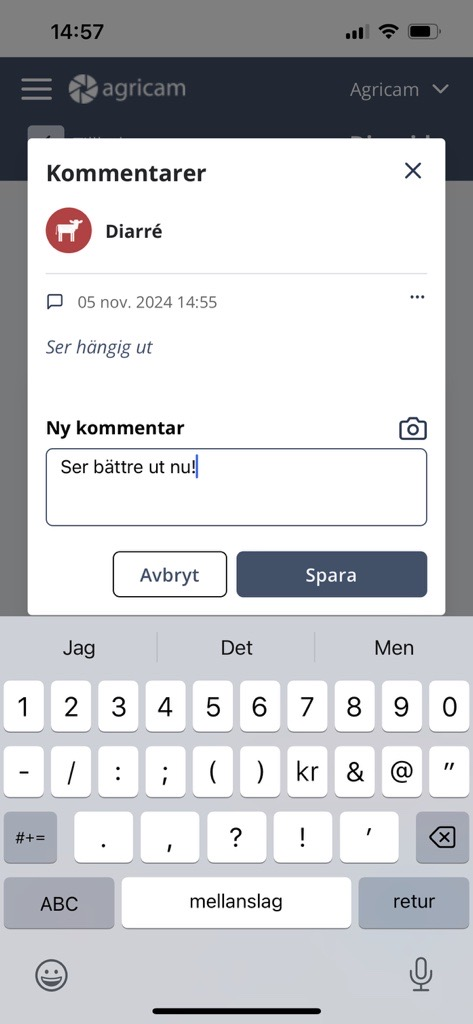 14:57
agricam
Agricam
Kommentarer
Diarré
05 nov. 2024 14:55
Ser hängig ut
Ny kommentar
Ser bättre ut nu!
Avbryt
Spara
Jag Det Men
1 2 3 4 5 6 7 8 9 0
- / : ; ( ) kr & @ ”
#+= . , ? ! ’
ABC mellanslag retur